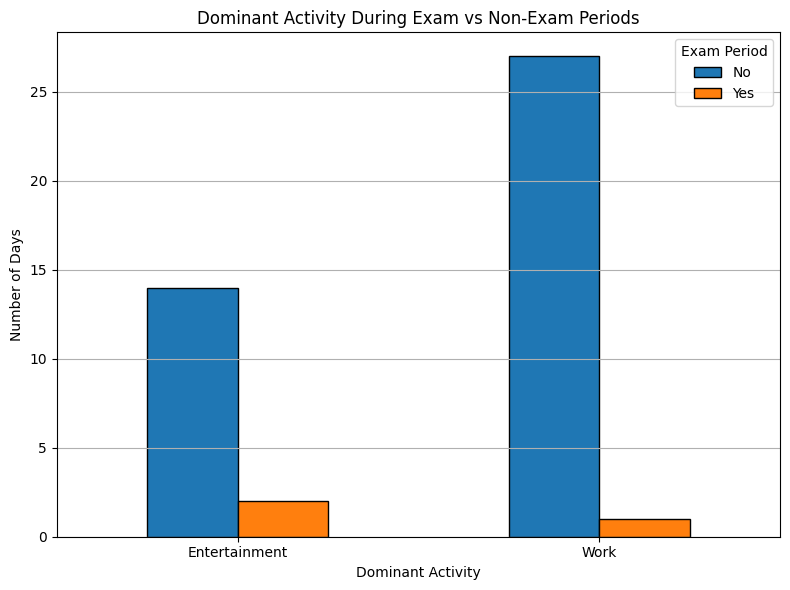 Dominant Activity During Exam vs Non-Exam Periods
Exam Period
No
Yes
Number of Days
25
20
15
10
5
0
Entertainment
Work
Dominant Activity